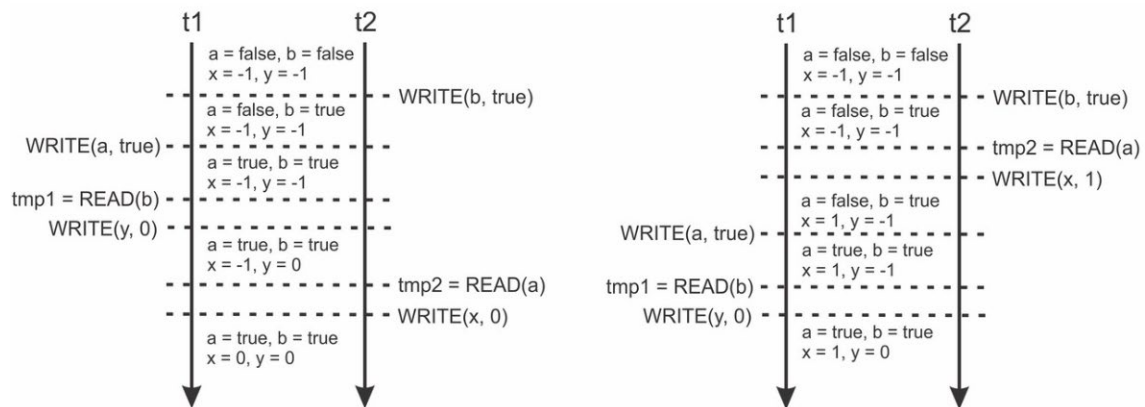 t1 t2
a = false, b = false
x = -1, y = -1
WRITE(b, true)
a = false, b = true
x = -1, y = -1
WRITE(a, true)
a = true, b = true
x = -1, y = -1
tmp1 = READ(b)
WRITE(y, 0)
a = true, b = true
x = -1, y = 0
tmp2 = READ(a)
WRITE(x, 0)
a = true, b = true
x = 0, y = 0
t1 t2
a = false, b = false
x = -1, y = -1
WRITE(b, true)
a = false, b = true
x = -1, y = -1
tmp2 = READ(a)
WRITE(x, 1)
a = false, b = true
x = 1, y = -1
WRITE(a, true)
a = true, b = true
x = 1, y = -1
tmp1 = READ(b)
WRITE(y, 0)
a = true, b = true
x = 1, y = 0